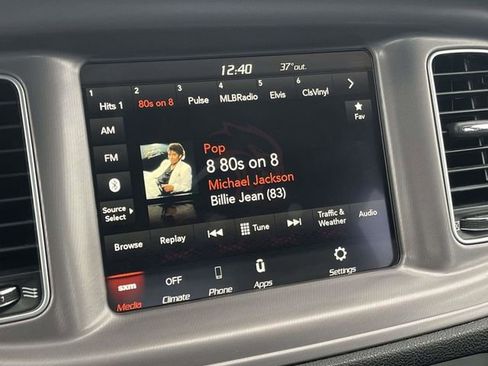 12:40 37°out.
1 2 3 4 5 6
Hits 1 80s on 8 Pulse MLBRadio Elvis ClsVinyl
Fav
AM
FM
Pop
8 80s on 8
Michael Jackson
Billie Jean (83)
Source
Select
Browse Replay Tune Traffic &
Weather Audio
sxm
Media
OFF
Climate
Phone
Apps
Settings